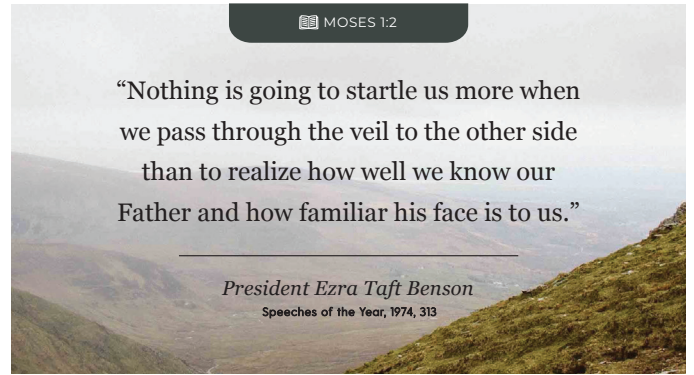 MOSES 1:2
“Nothing is going to startle us more when
we pass through the veil to the other side
than to realize how well we know our
Father and how familiar his face is to us.”
President Ezra Taft Benson
Speeches of the Year, 1974, 313